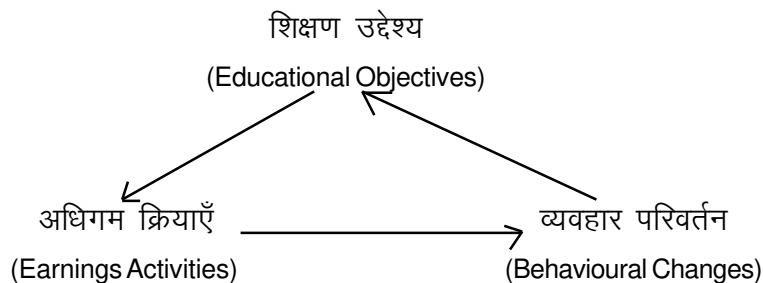 शिक्षण उद्देश्य
(Educational Objectives)
अधिगम क्रियाएँ
(Earnings Activities)
व्यवहार परिवर्तन
(Behavioural Changes)